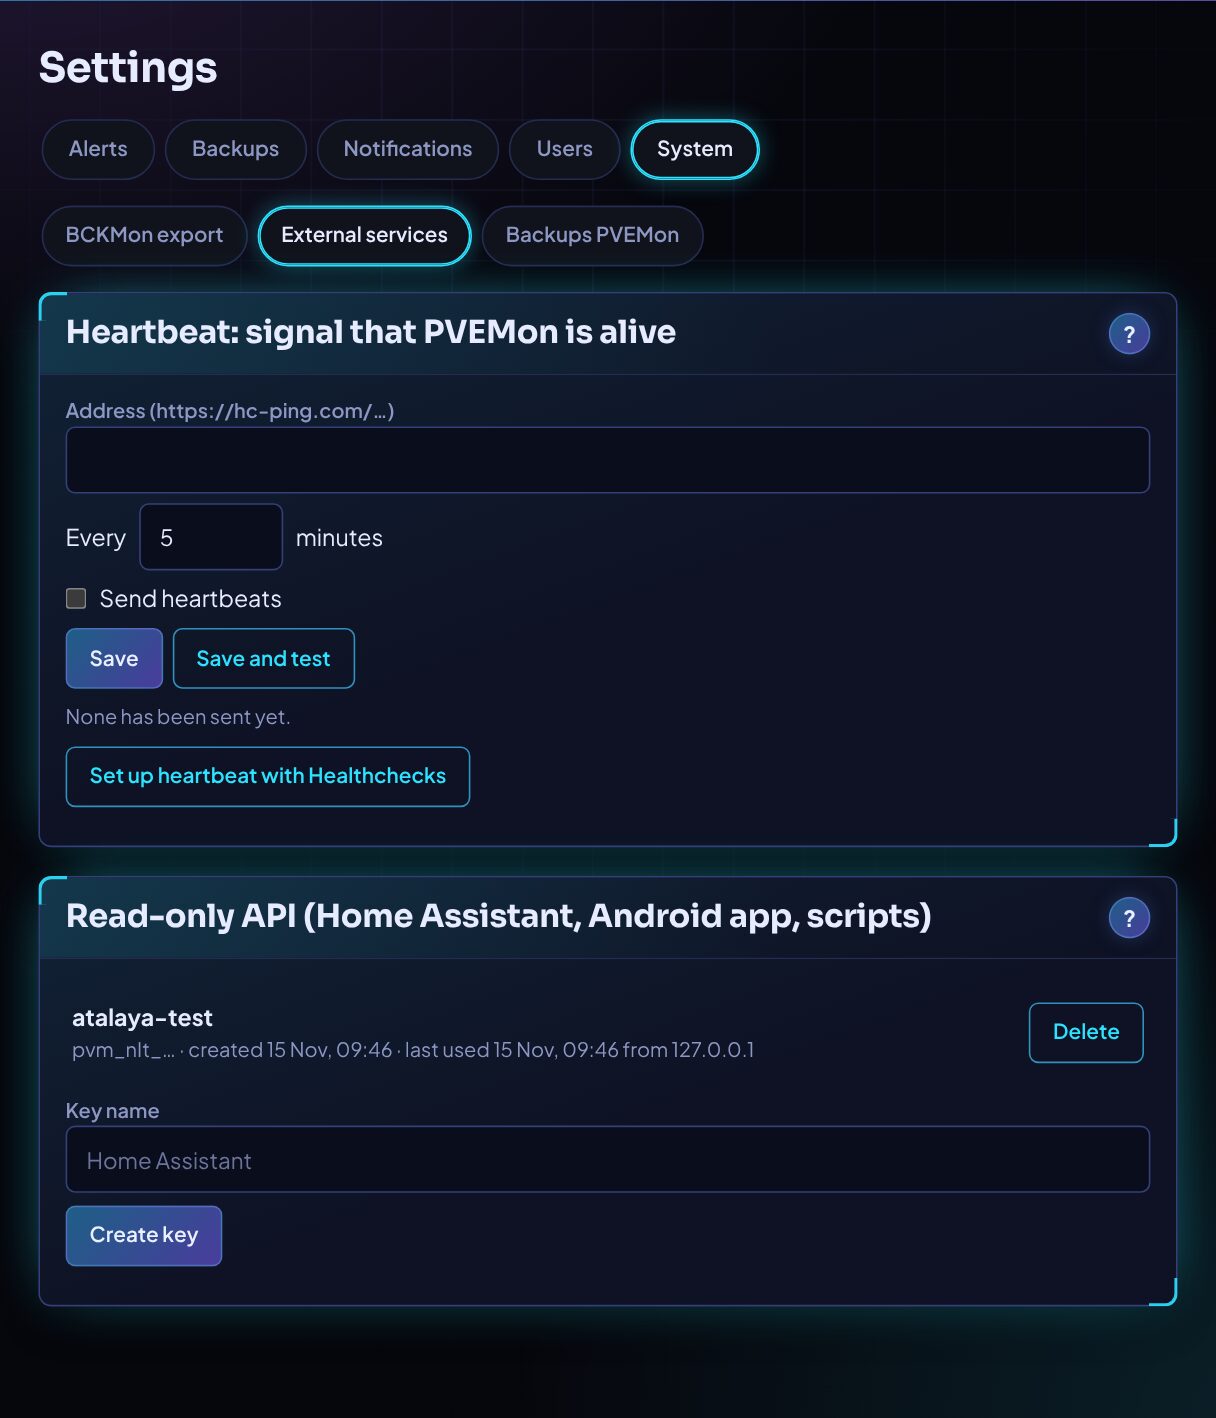 Settings
Alerts Backups Notifications Users System
BCKMon export External services Backups PVEMon
Heartbeat: signal that PVEMon is alive ?
Address (https://hc-ping.com/…)
Every 5 minutes
Send heartbeats
Save Save and test
None has been sent yet.
Set up heartbeat with Healthchecks
Read-only API (Home Assistant, Android app, scripts) ?
atalaya-test
pvm_nlt_… · created 15 Nov, 09:46 · last used 15 Nov, 09:46 from 127.0.0.1
Delete
Key name
Home Assistant
Create key